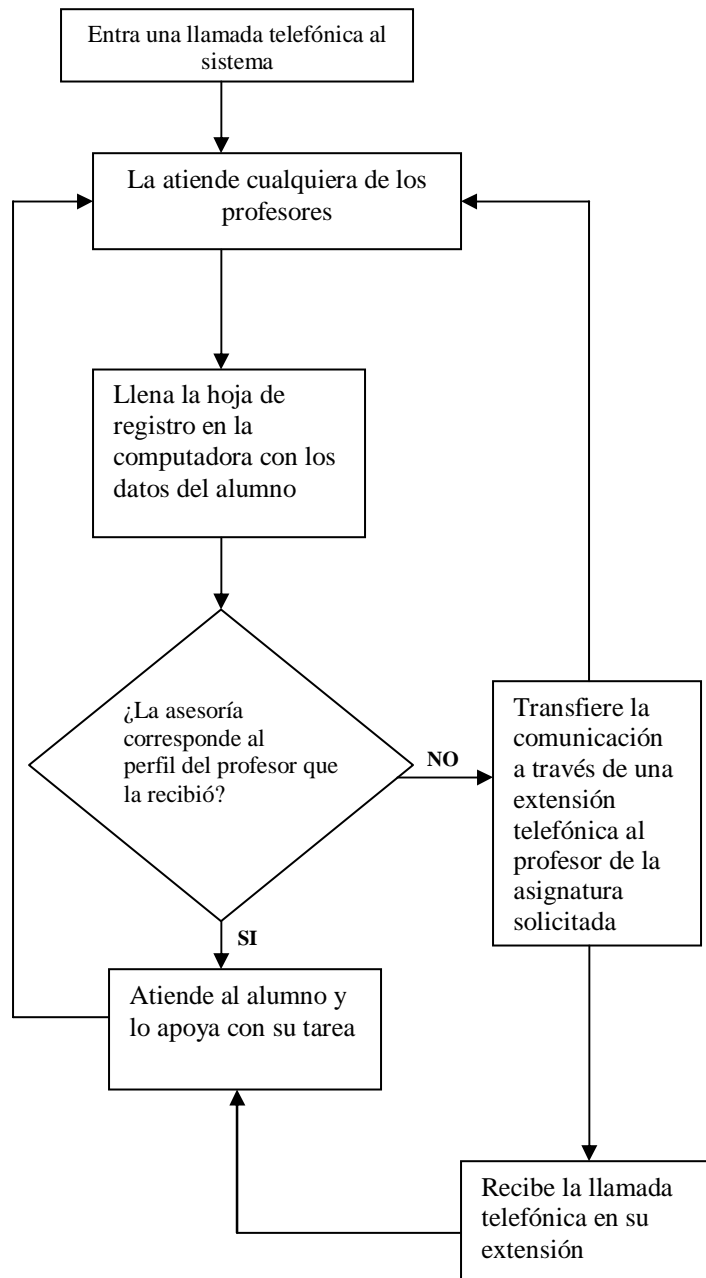 Entra una llamada telefónica al
sistema
La atiende cualquiera de los
profesores
Llena la hoja de
registro en la
computadora con los
datos del alumno
¿La asesoría
corresponde al
perfil del profesor que
la recibió?
NO
Transfiere la
comunicación
a través de una
extensión
telefónica al
profesor de la
asignatura
solicitada
SI
Atiende al alumno y
lo apoya con su tarea
Recibe la llamada
telefónica en su
extensión